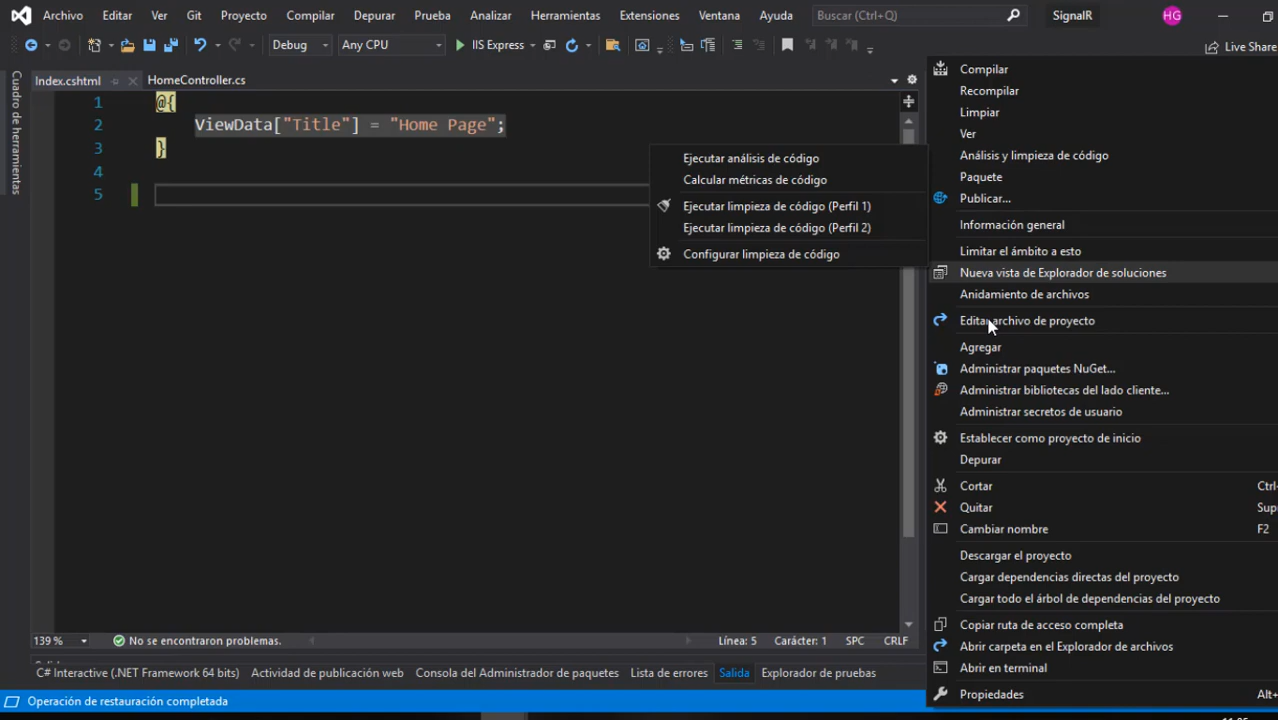 Archivo Editar Ver Git Proyecto Compilar Depurar Prueba Analizar Herramientas Extensiones Ventana Ayuda Buscar (Ctrl+Q) SignalR HG
Debug Any CPU IIS Express Live Share
Cuadro de herramientas
Index.cshtml HomeController.cs
1 @{
2 ViewData["Title"] = "Home Page";
3 }
4
5
Ejecutar análisis de código
Calcular métricas de código
Ejecutar limpieza de código (Perfil 1)
Ejecutar limpieza de código (Perfil 2)
Configurar limpieza de código
Compilar
Recompilar
Limpiar
Ver
Análisis y limpieza de código
Paquete
Publicar...
Información general
Limitar el ámbito a esto
Nueva vista de Explorador de soluciones
Anidamiento de archivos
Editar archivo de proyecto
Agregar
Administrar paquetes NuGet...
Administrar bibliotecas del lado cliente...
Administrar secretos de usuario
Establecer como proyecto de inicio
Depurar
Cortar Ctrl+
Quitar Sup
Cambiar nombre F2
Descargar el proyecto
Cargar dependencias directas del proyecto
Cargar todo el árbol de dependencias del proyecto
Copiar ruta de acceso completa
Abrir carpeta en el Explorador de archivos
Abrir en terminal
Propiedades Alt+
139 % No se encontraron problemas. Línea: 5 Carácter: 1 SPC CRLF
C# Interactive (.NET Framework 64 bits) Actividad de publicación web Consola del Administrador de paquetes Lista de errores Salida Explorador de pruebas
Operación de restauración completada